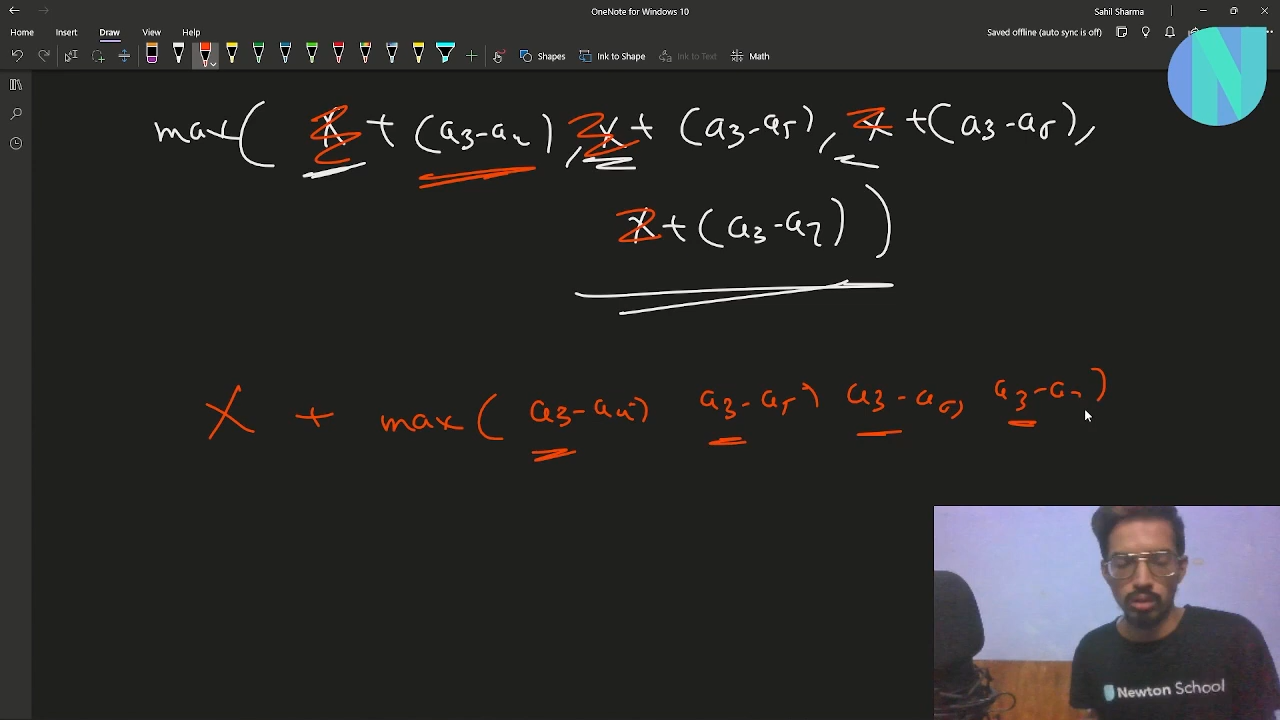 OneNote for Windows 10
Sahil Sharma
Home Insert Draw View Help
Saved offline (auto sync is off)
Shapes Ink to Shape Ink to Text Math
max( X + (a3-a4), X + (a3-a5), X + (a3-a6),
X + (a3-a7) )
X + max( a3-a4) a3-a5) a3-a6, a3-a7)
Newton School